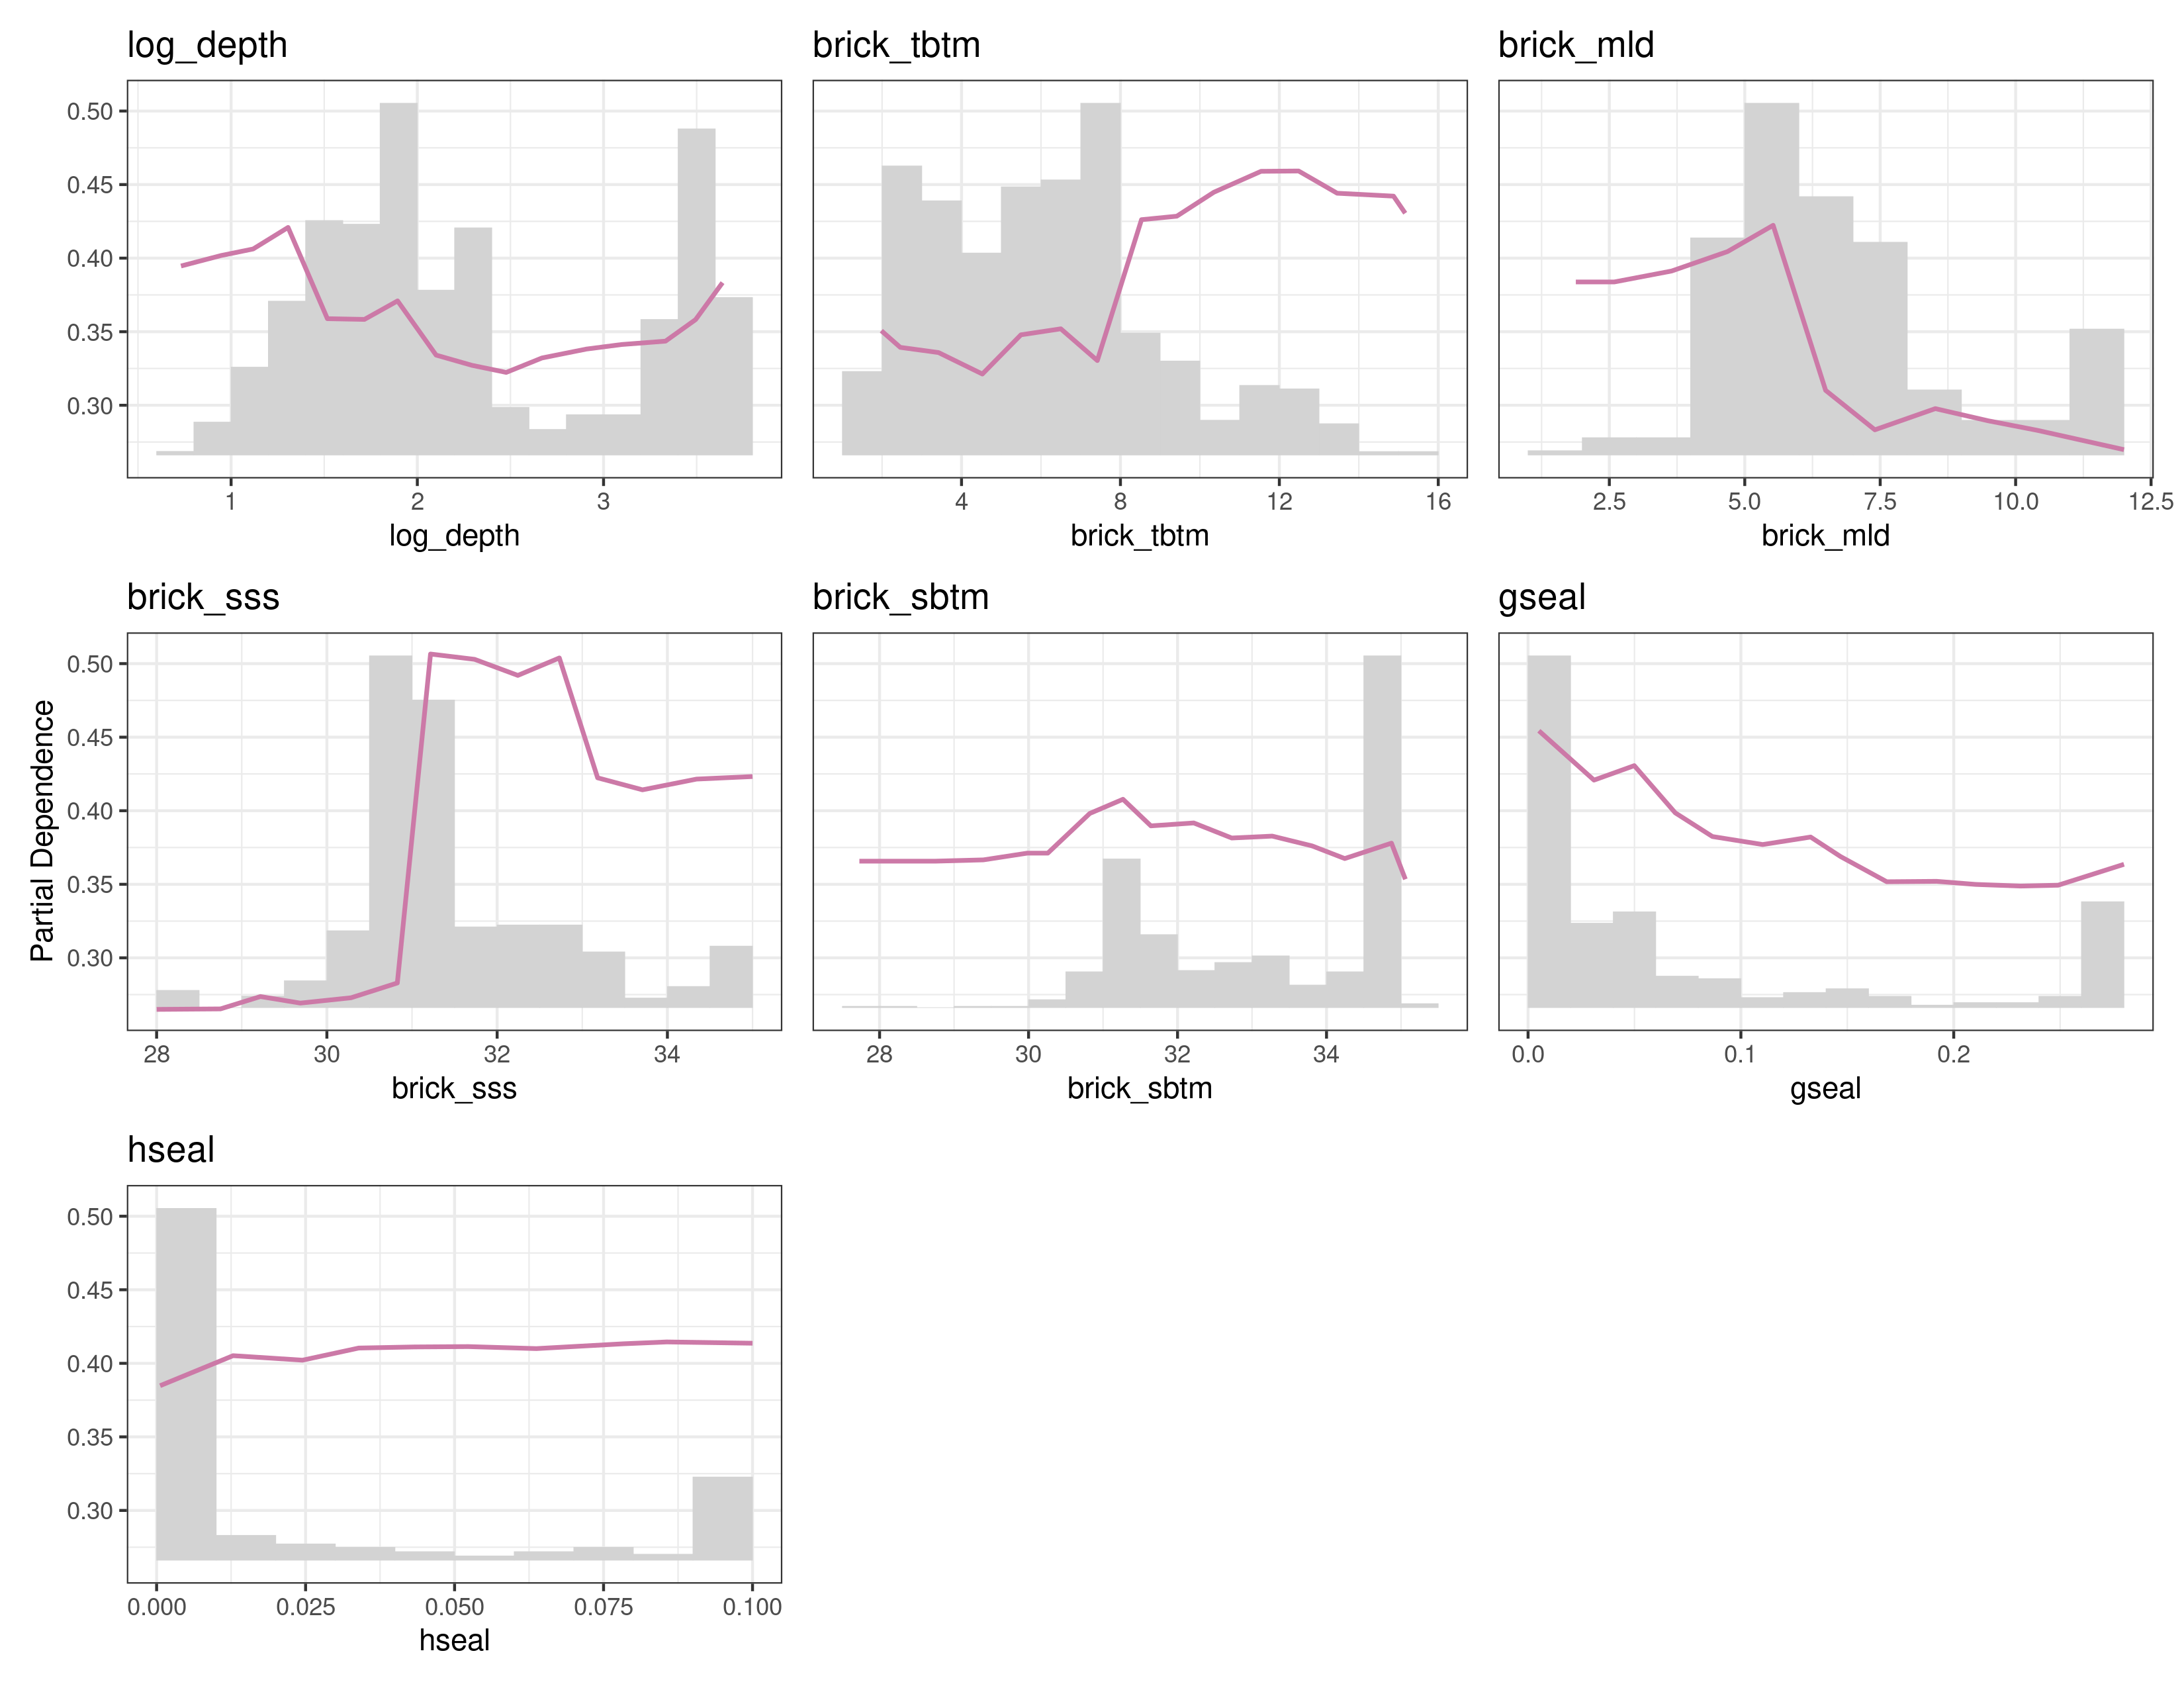 log_depth
brick_tbtm
brick_mld
0.50
0.45
0.40
0.35
0.30
1 2 3
4 8 12 16
2.5 5.0 7.5 10.0 12.5
log_depth
brick_tbtm
brick_mld
brick_sss
brick_sbtm
gseal
Partial Dependence
0.50
0.45
0.40
0.35
0.30
28 30 32 34
28 30 32 34
0.0 0.1 0.2
brick_sss
brick_sbtm
gseal
hseal
0.50
0.45
0.40
0.35
0.30
0.000 0.025 0.050 0.075 0.100
hseal